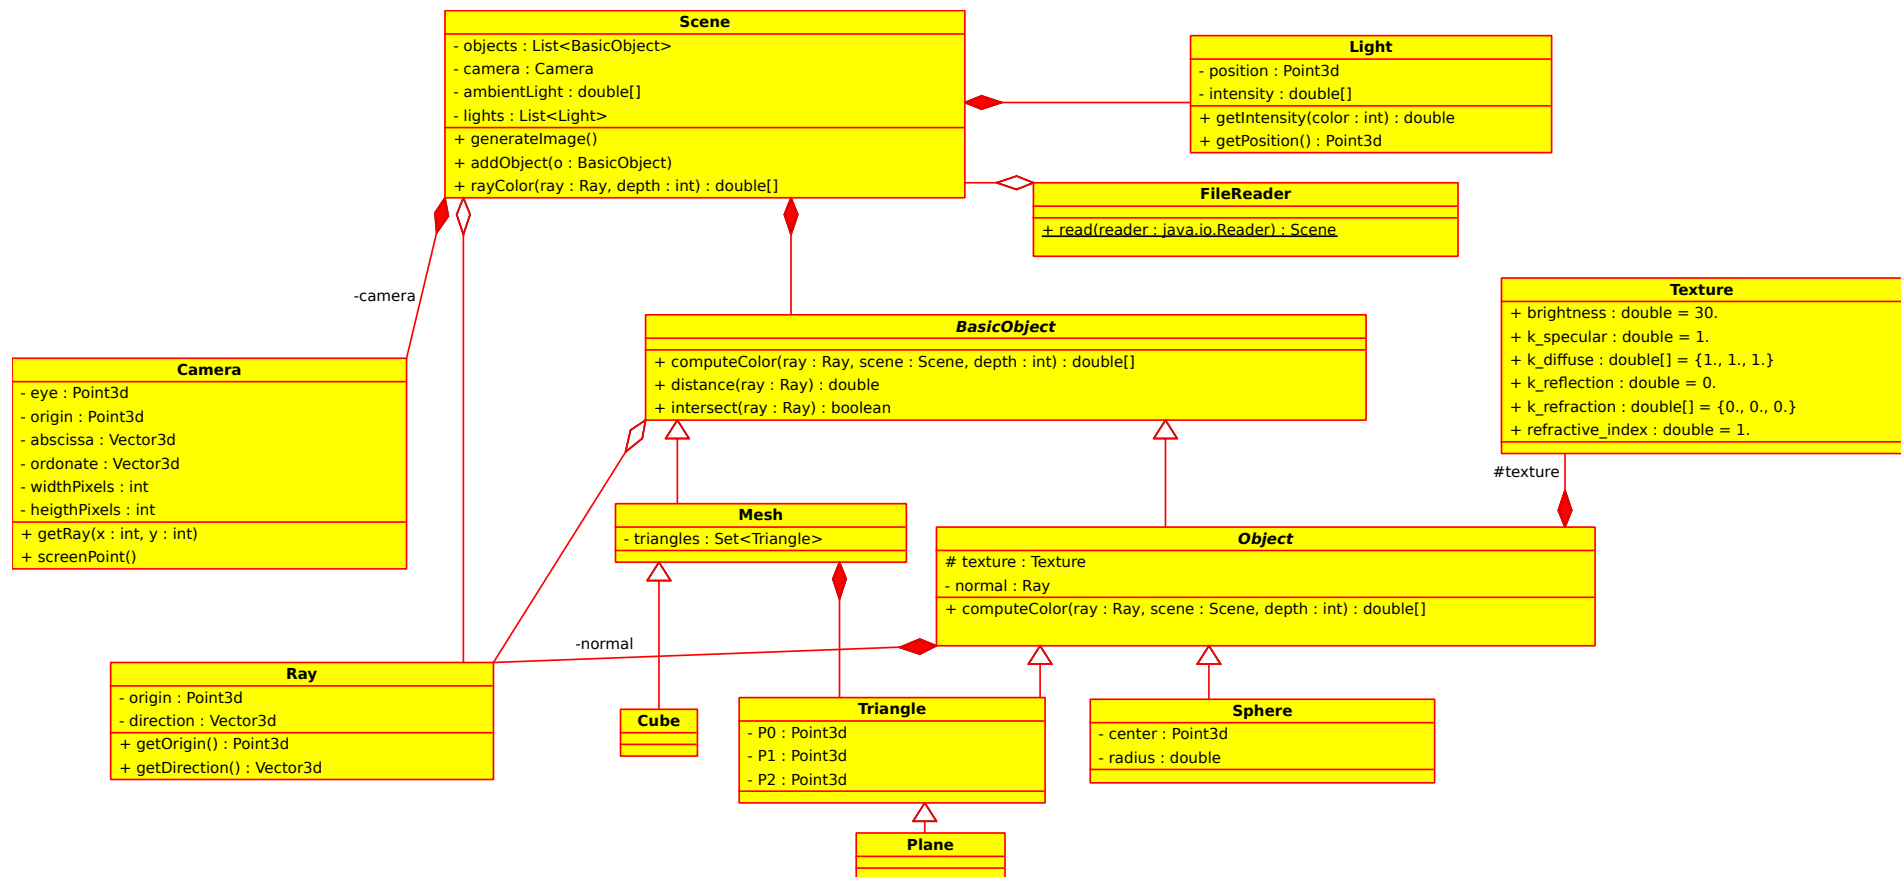 Scene
- objects : List<BasicObject>
- camera : Camera
- ambientLight : double[]
- lights : List<Light>
+ generateImage()
+ addObject(o : BasicObject)
+ rayColor(ray : Ray, depth : int) : double[]
Light
- position : Point3d
- intensity : double[]
+ getIntensity(color : int) : double
+ getPosition() : Point3d
FileReader
+ read(reader : java.io.Reader) : Scene
-camera
Texture
+ brightness : double = 30.
+ k_specular : double = 1.
+ k_diffuse : double[] = {1., 1., 1.}
+ k_reflection : double = 0.
+ k_refraction : double[] = {0., 0., 0.}
+ refractive_index : double = 1.
#texture
BasicObject
+ computeColor(ray : Ray, scene : Scene, depth : int) : double[]
+ distance(ray : Ray) : double
+ intersect(ray : Ray) : boolean
Camera
- eye : Point3d
- origin : Point3d
- abscissa : Vector3d
- ordonate : Vector3d
- widthPixels : int
- heigthPixels : int
+ getRay(x : int, y : int)
+ screenPoint()
Mesh
- triangles : Set<Triangle>
Object
# texture : Texture
- normal : Ray
+ computeColor(ray : Ray, scene : Scene, depth : int) : double[]
-normal
Ray
- origin : Point3d
- direction : Vector3d
+ getOrigin() : Point3d
+ getDirection() : Vector3d
Cube
Triangle
- P0 : Point3d
- P1 : Point3d
- P2 : Point3d
Sphere
- center : Point3d
- radius : double
Plane